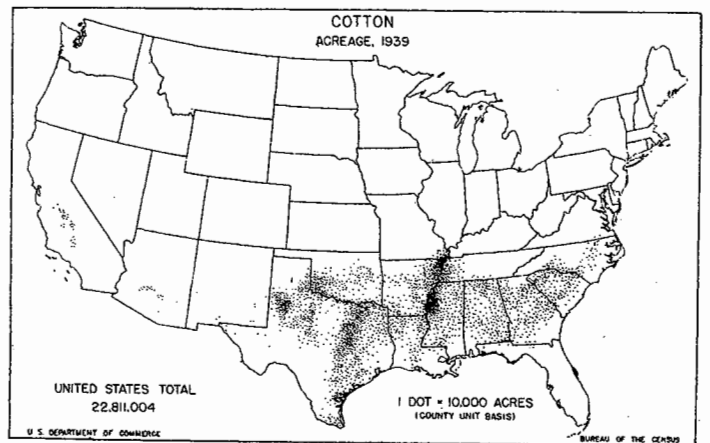 COTTON
ACREAGE, 1939
UNITED STATES TOTAL
22,811,004
1 DOT = 10,000 ACRES
(COUNTY UNIT BASIS)
U S. DEPARTMENT OF COMMERCE
BUREAU OF THE CENSUS